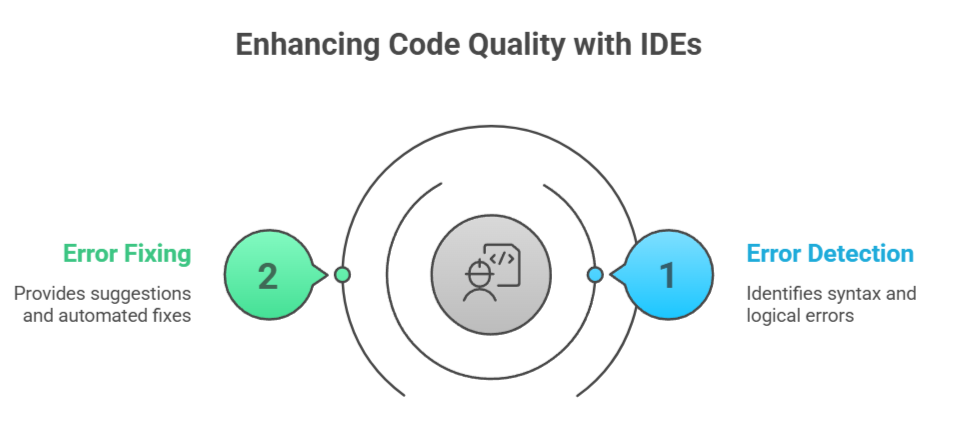 Enhancing Code Quality with IDEs
Error Fixing
Provides suggestions
and automated fixes
2
</>
1
Error Detection
Identifies syntax and
logical errors